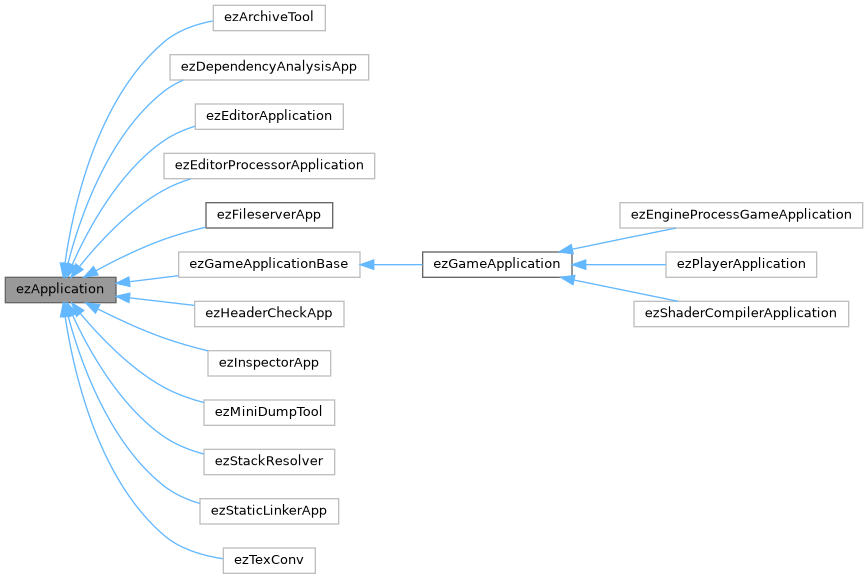 ezArchiveTool
ezDependencyAnalysisApp
ezEditorApplication
ezEditorProcessorApplication
ezFileserverApp
ezEngineProcessGameApplication
ezGameApplicationBase
ezGameApplication
ezPlayerApplication
ezApplication
ezHeaderCheckApp
ezShaderCompilerApplication
ezInspectorApp
ezMiniDumpTool
ezStackResolver
ezStaticLinkerApp
ezTexConv